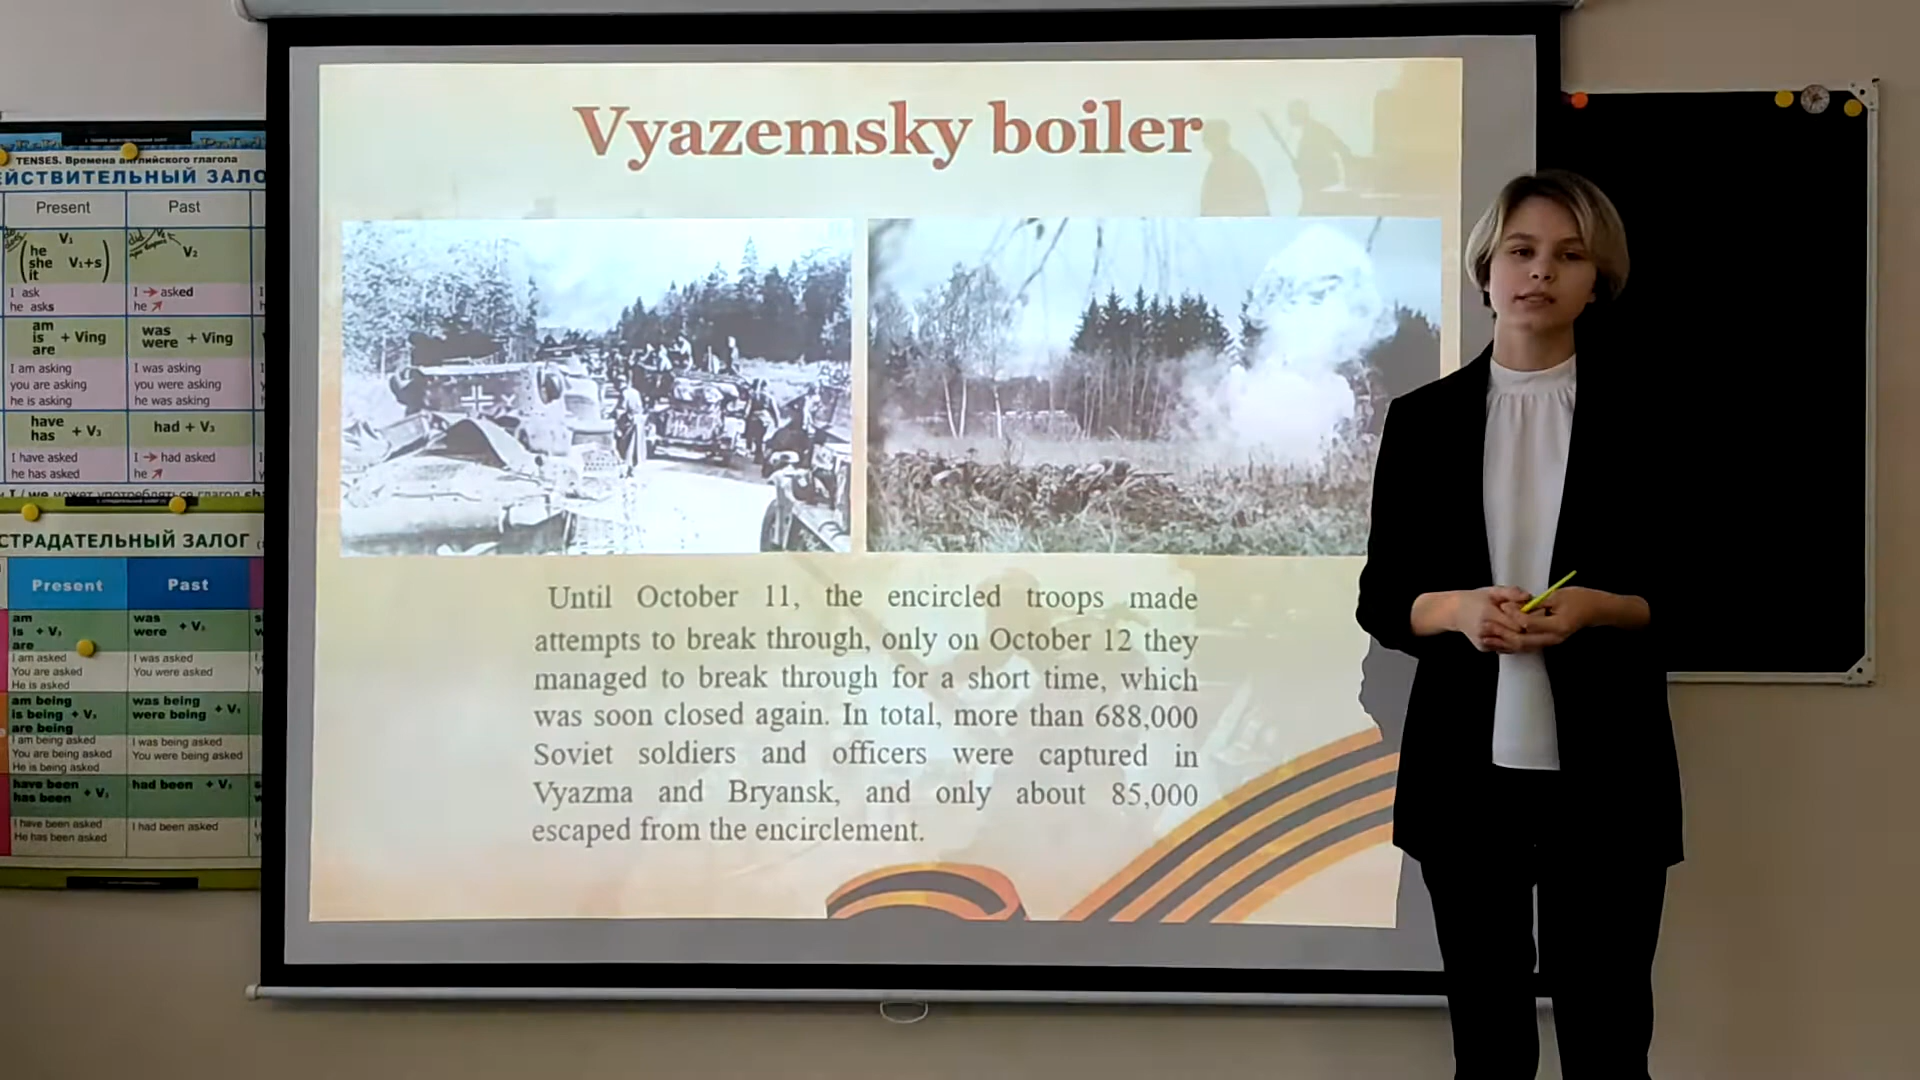 Vyazemsky boiler
Until October 11, the encircled troops made
attempts to break through, only on October 12 they
managed to break through for a short time, which
was soon closed again. In total, more than 688,000
Soviet soldiers and officers were captured in
Vyazma and Bryansk, and only about 85,000
escaped from the encirclement.
TENSES. Времена английского глагола
ЕЙСТВИТЕЛЬНЫЙ ЗАЛО
Present Past
he she it V₁ V₁+s
did V₂
I ask I → asked
he asks he ↗
am is are + Ving was were + Ving
I am asking I was asking
you are asking you were asking
he is asking he was asking
have has + V₃ had + V₃
I have asked I → had asked
he has asked he ↗
СТРАДАТЕЛЬНЫЙ ЗАЛОГ
Present Past
am is are + V₃ was were + V₃
I am asked I was asked
You are asked You were asked
He is asked
am being is being are being + V₃ was being were being + V₃
I am being asked I was being asked
You are being asked You were being asked
He is being asked
have been has been + V₃ had been + V₃
I have been asked I had been asked
He has been asked